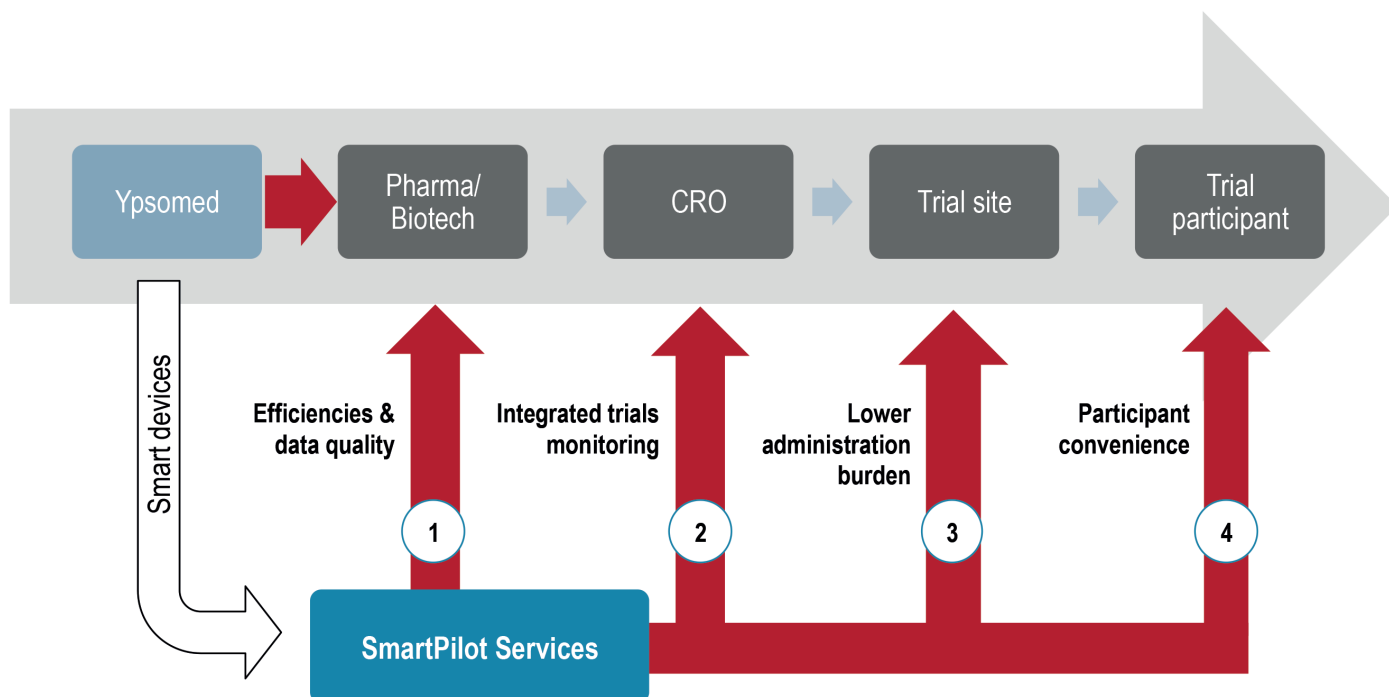 Ypsomed
Pharma/
Biotech
CRO
Trial site
Trial
participant
Smart devices
Efficiencies &
data quality
Integrated trials
monitoring
Lower
administration
burden
Participant
convenience
1
2
3
4
SmartPilot Services